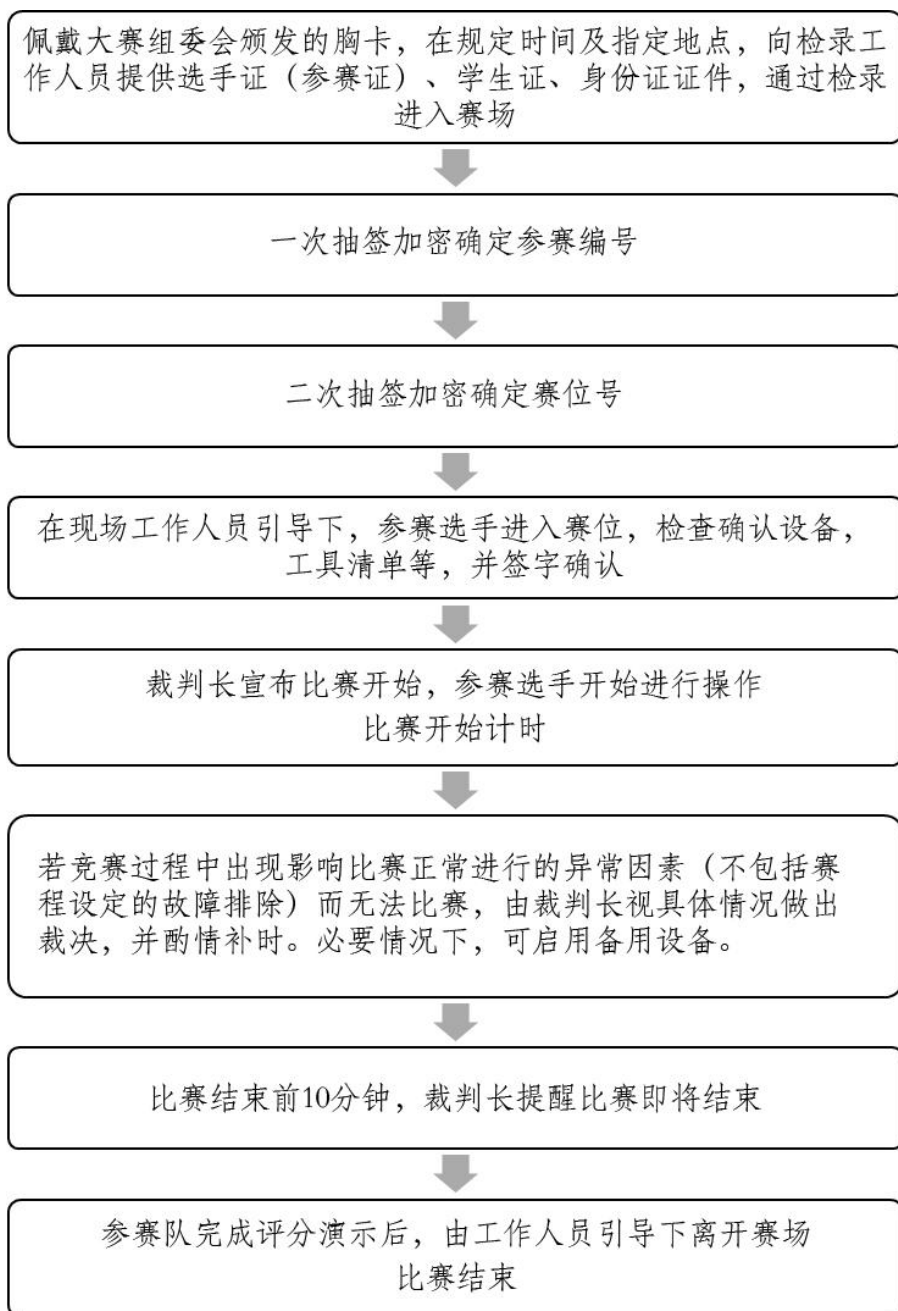 佩戴大赛组委会颁发的胸卡，在规定时间及指定地点，向检录工
作人员提供选手证（参赛证）、学生证、身份证证件，通过检录
进入赛场
一次抽签加密确定参赛编号
二次抽签加密确定赛位号
在现场工作人员引导下，参赛选手进入赛位，检查确认设备，
工具清单等，并签字确认
裁判长宣布比赛开始，参赛选手开始进行操作
比赛开始计时
若竞赛过程中出现影响比赛正常进行的异常因素（不包括赛
程设定的故障排除）而无法比赛，由裁判长视具体情况做出
裁决，并酌情补时。必要情况下，可启用备用设备。
比赛结束前10分钟，裁判长提醒比赛即将结束
参赛队完成评分演示后，由工作人员引导下离开赛场
比赛结束